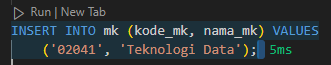 Run | New Tab
INSERT INTO mk (kode_mk, nama_mk) VALUES
('02041', 'Teknologi Data'); 5ms